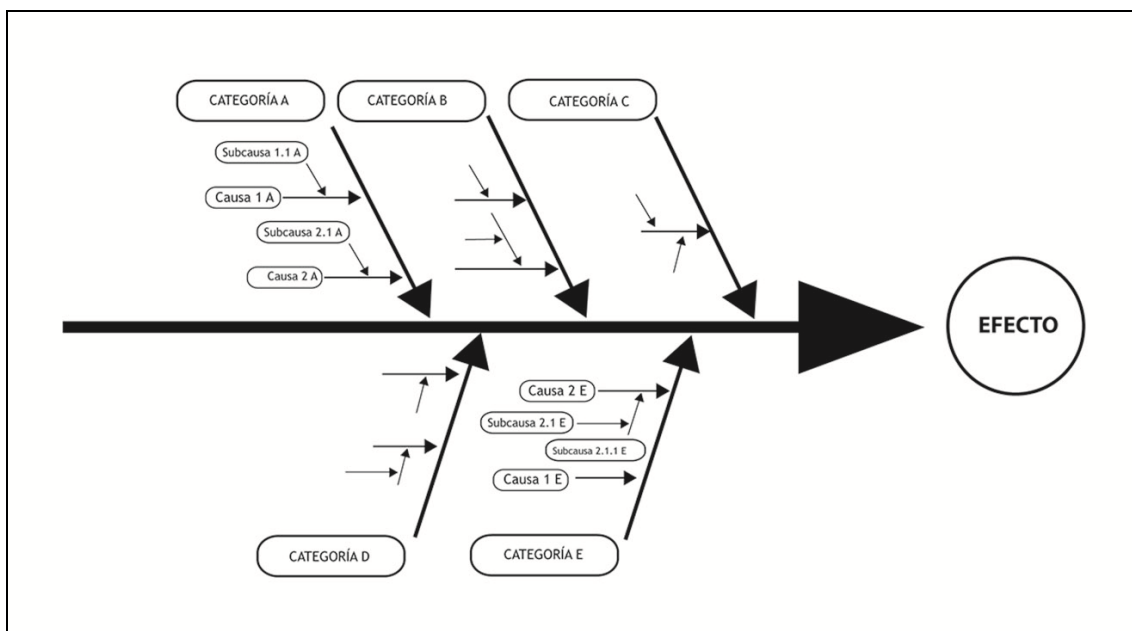 CATEGORÍA A
CATEGORÍA B
CATEGORÍA C
Subcausa 1.1 A
Causa 1 A
Subcausa 2.1 A
Causa 2 A
EFECTO
Causa 2 E
Subcausa 2.1 E
Subcausa 2.1.1 E
Causa 1 E
CATEGORÍA D
CATEGORÍA E